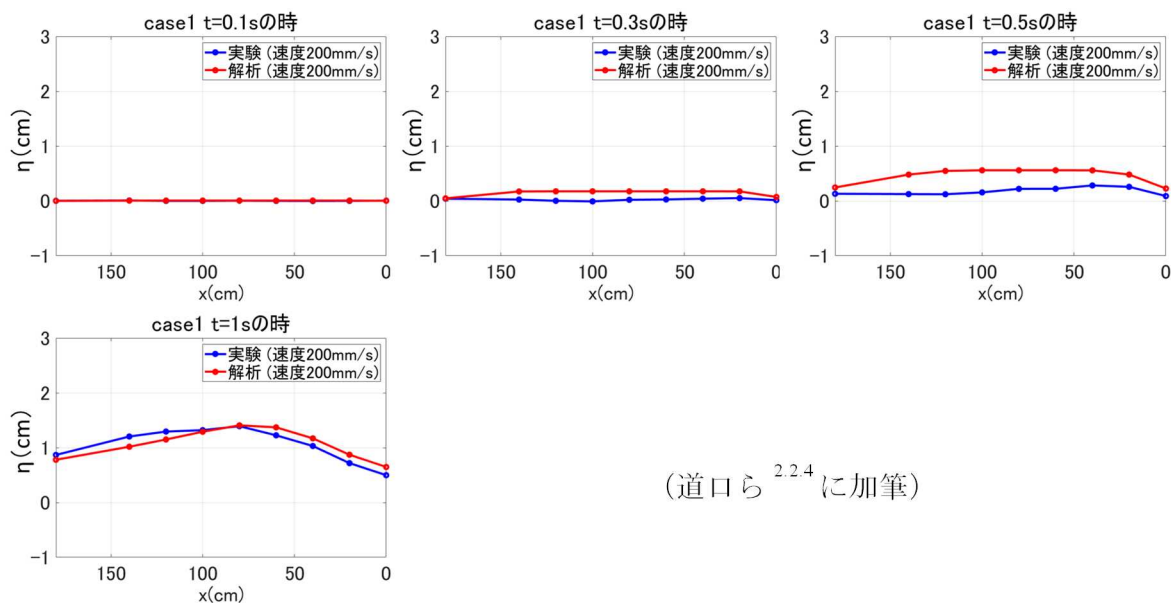 case1 t=0.1sの時
3
2
1
0
−1
η(cm)
実験 (速度200mm/s)
解析 (速度200mm/s)
150
100
50
0
x(cm)
case1 t=0.3sの時
3
2
1
0
−1
η(cm)
実験 (速度200mm/s)
解析 (速度200mm/s)
150
100
50
0
x(cm)
case1 t=0.5sの時
3
2
1
0
−1
η(cm)
実験 (速度200mm/s)
解析 (速度200mm/s)
150
100
50
0
x(cm)
case1 t=1sの時
3
2
1
0
−1
η(cm)
実験 (速度200mm/s)
解析 (速度200mm/s)
150
100
50
0
x(cm)
(道口ら 2.2.4 に加筆)